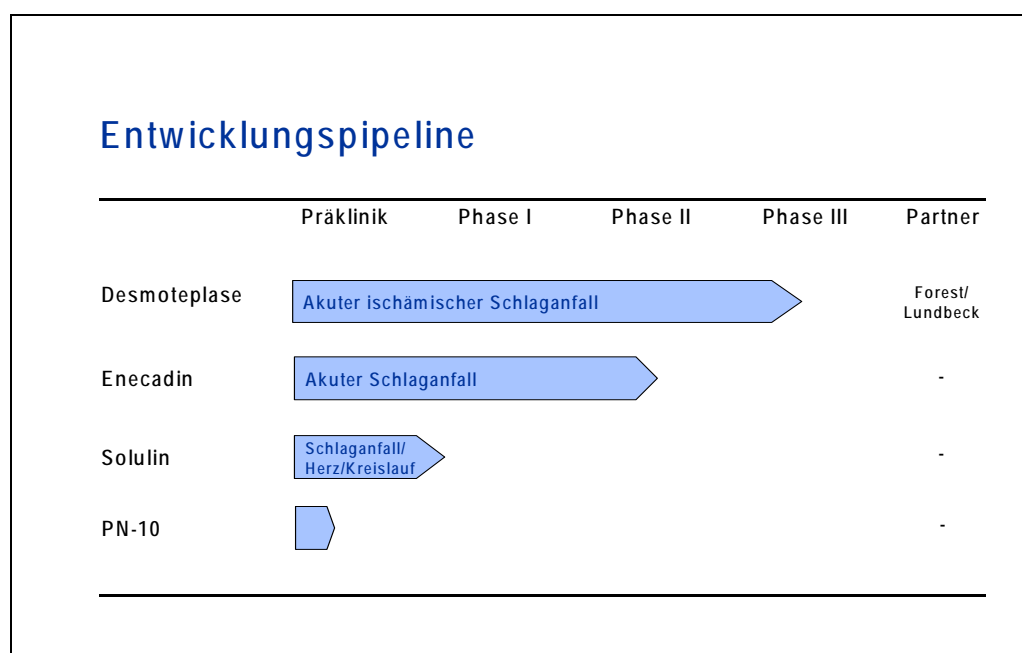 Entwicklungspipeline
Präklinik Phase I Phase II Phase III Partner
Desmoteplase Akuter ischämischer Schlaganfall Forest/
Lundbeck
Enecadin Akuter Schlaganfall -
Solulin Schlaganfall/
Herz/Kreislauf -
PN-10 -